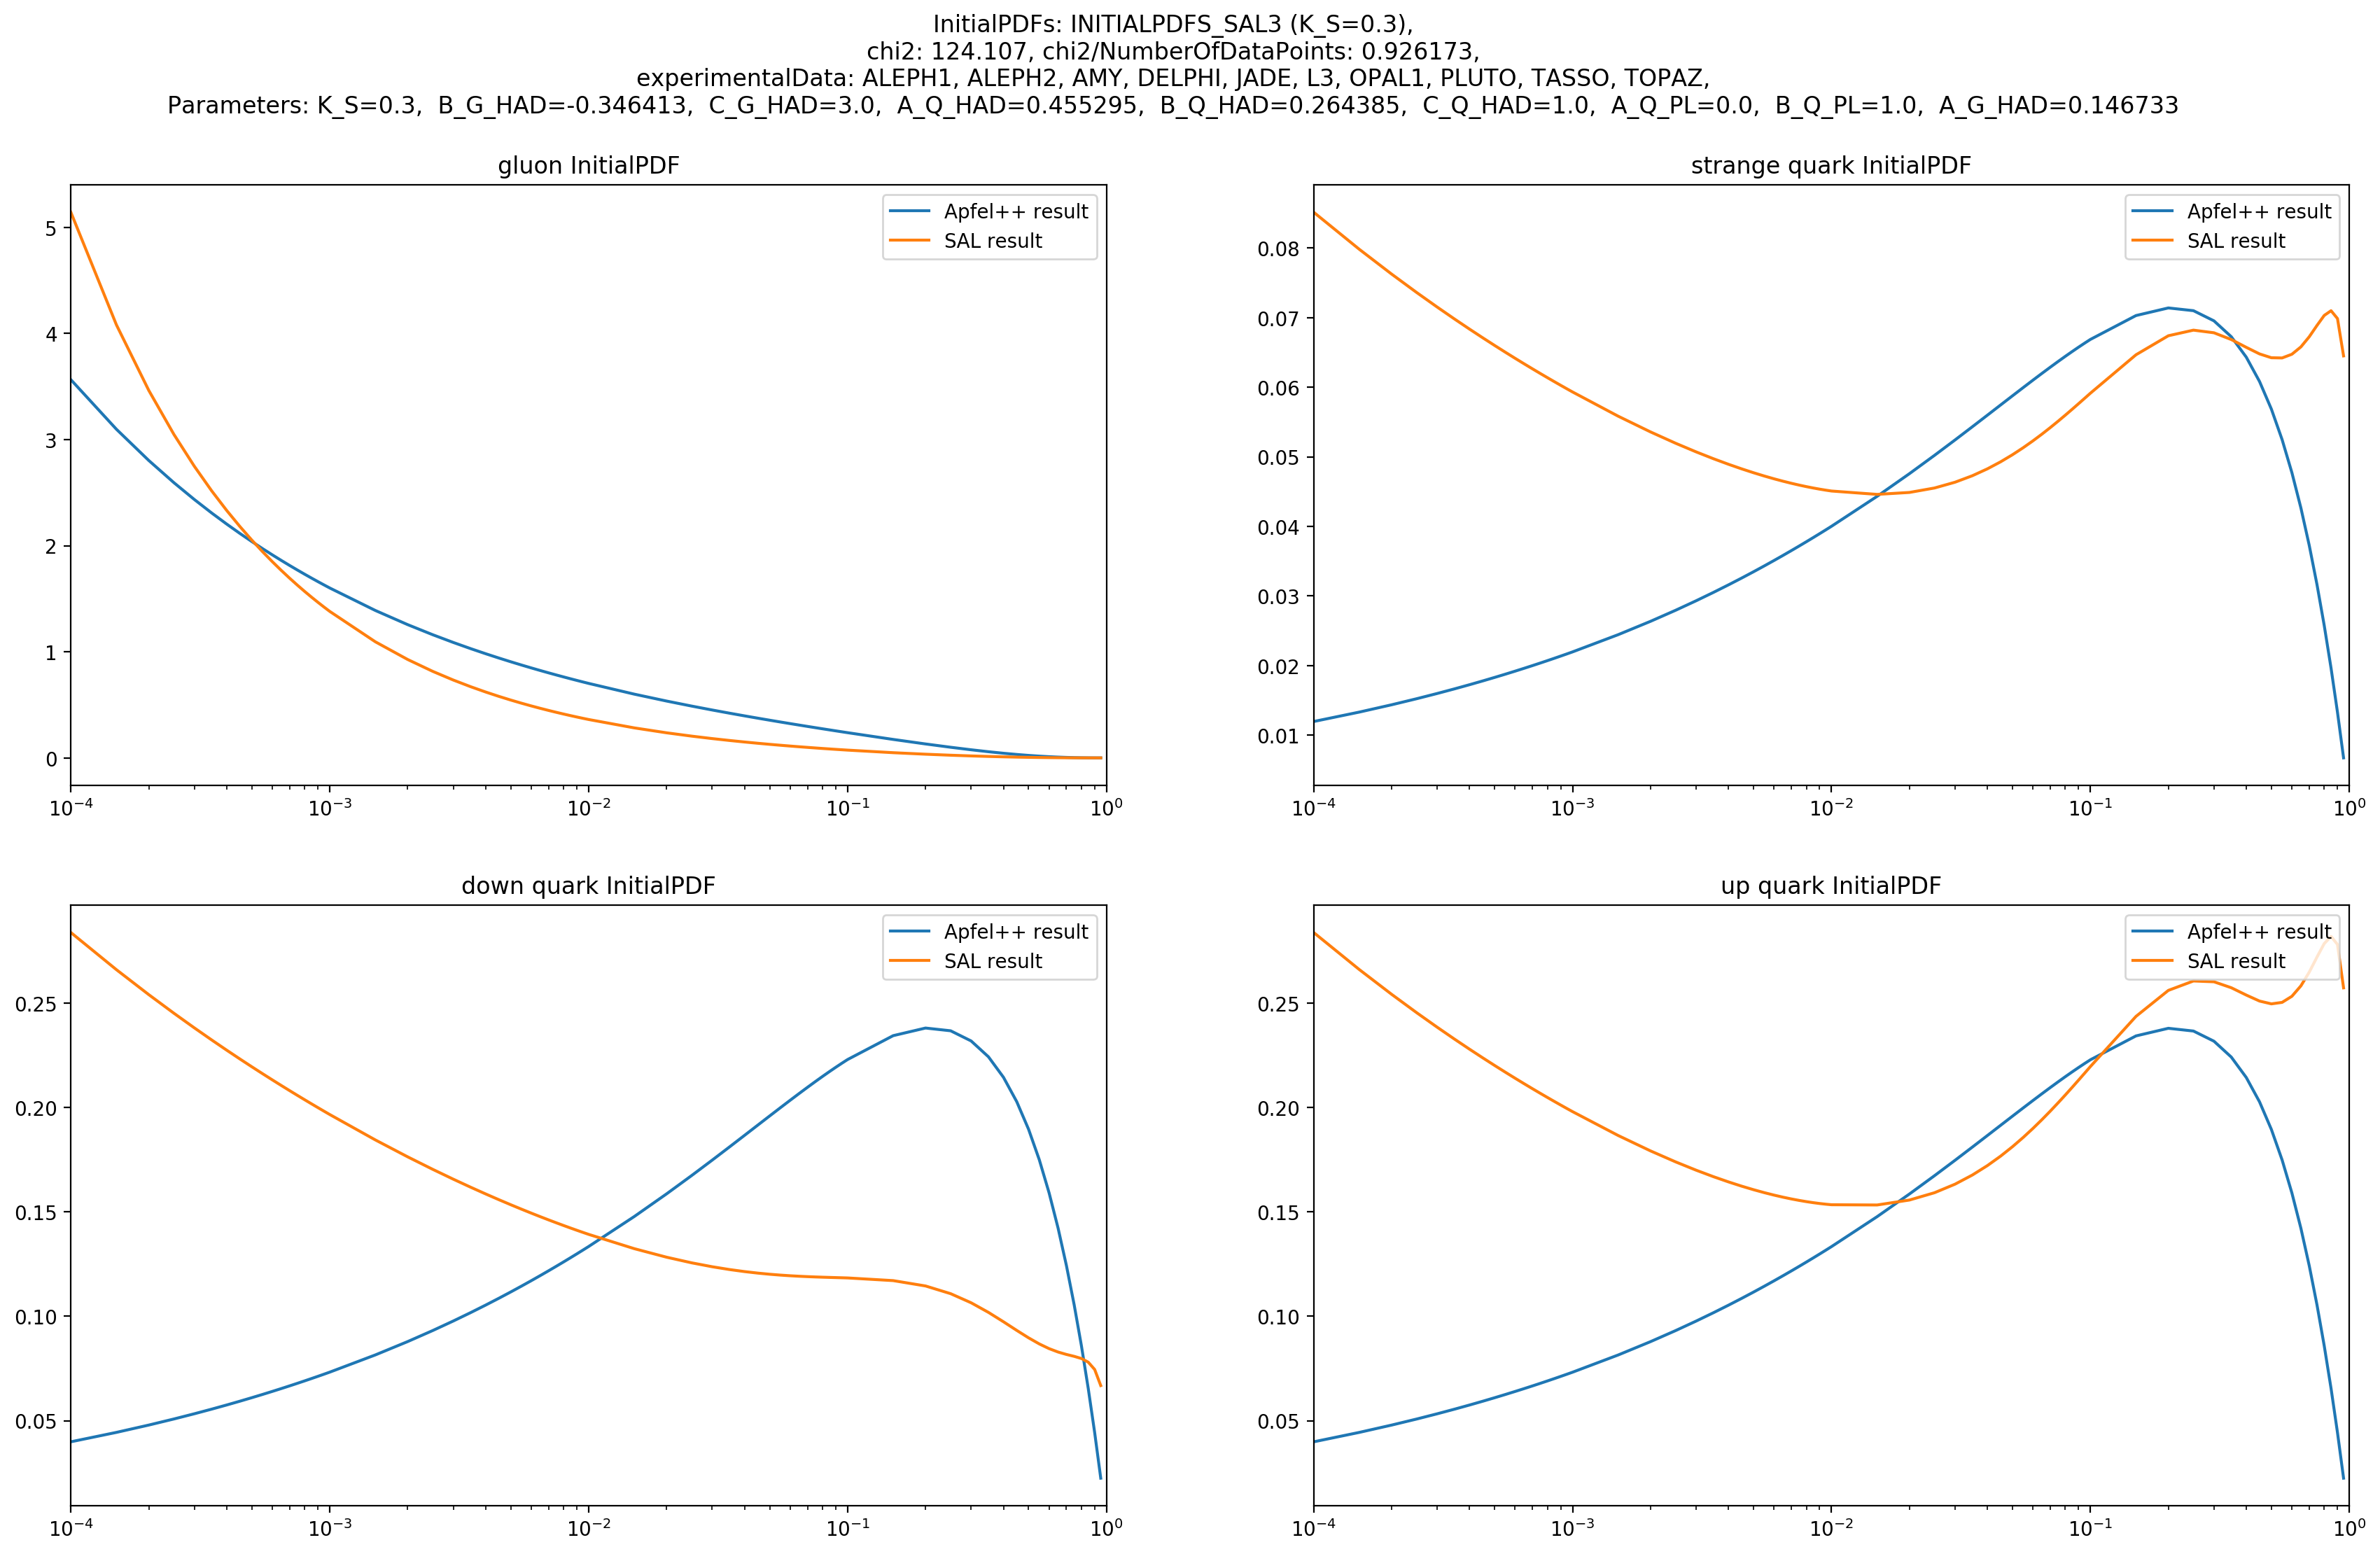 InitialPDFs: INITIALPDFS_SAL3 (K_S=0.3),
chi2: 124.107, chi2/NumberOfDataPoints: 0.926173,
experimentalData: ALEPH1, ALEPH2, AMY, DELPHI, JADE, L3, OPAL1, PLUTO, TASSO, TOPAZ,
Parameters: K_S=0.3,  B_G_HAD=-0.346413,  C_G_HAD=3.0,  A_Q_HAD=0.455295,  B_Q_HAD=0.264385,  C_Q_HAD=1.0,  A_Q_PL=0.0,  B_Q_PL=1.0,  A_G_HAD=0.146733
gluon InitialPDF
Apfel++ result
SAL result
5
4
3
2
1
0
10⁻⁴ 10⁻³ 10⁻² 10⁻¹ 10⁰
strange quark InitialPDF
Apfel++ result
SAL result
0.08
0.07
0.06
0.05
0.04
0.03
0.02
0.01
10⁻⁴ 10⁻³ 10⁻² 10⁻¹ 10⁰
down quark InitialPDF
Apfel++ result
SAL result
0.25
0.20
0.15
0.10
0.05
10⁻⁴ 10⁻³ 10⁻² 10⁻¹ 10⁰
up quark InitialPDF
Apfel++ result
SAL result
0.25
0.20
0.15
0.10
0.05
10⁻⁴ 10⁻³ 10⁻² 10⁻¹ 10⁰